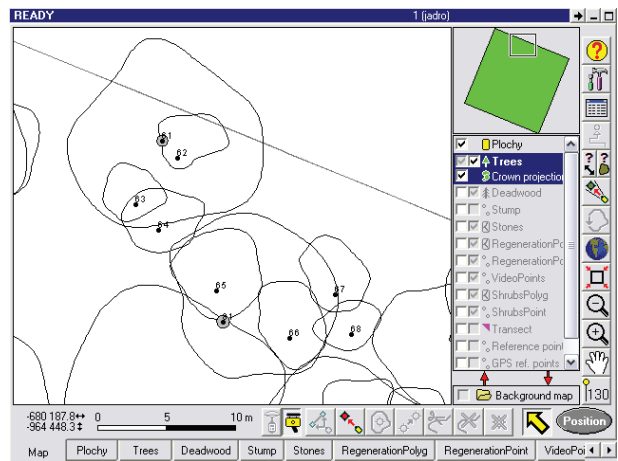 READY 1 (jadro)
61
62
63
64
65
67
61
66
68
Plochy
Trees
Crown projection
Deadwood
Stump
Stones
RegenerationPo
RegenerationPo
VideoPoints
ShrubsPolyg
ShrubsPoint
Transect
Reference point
GPS ref. points
Background map
-680 187.8
-964 448.3
0 5 10 m
130
Position
Map Plochy Trees Deadwood Stump Stones RegenerationPolyg RegenerationPoint VideoPoi